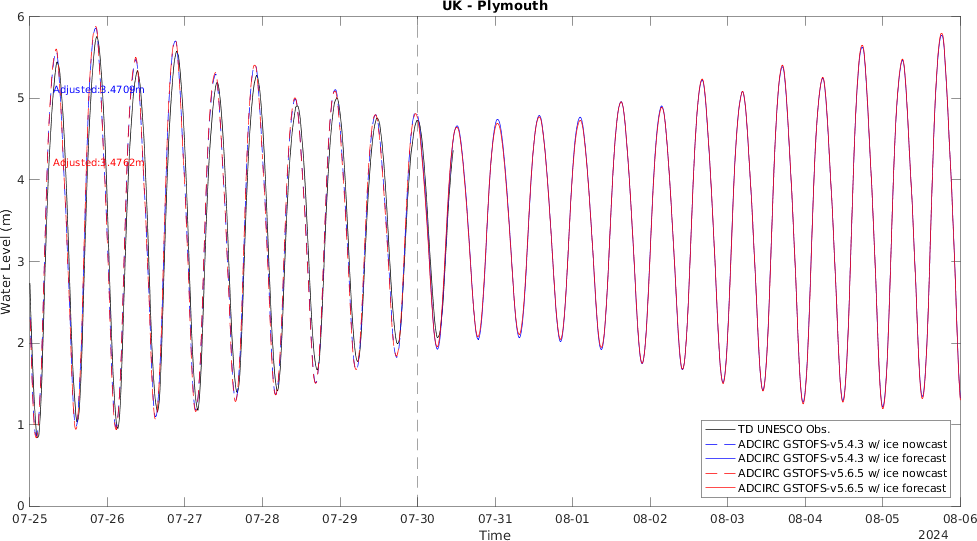 UK - Plymouth
6
5
4
3
2
1
0
Water Level (m)
Adjusted:3.4709m
Adjusted:3.4762m
TD UNESCO Obs.
ADCIRC GSTOFS-v5.4.3 w/ ice nowcast
ADCIRC GSTOFS-v5.4.3 w/ ice forecast
ADCIRC GSTOFS-v5.6.5 w/ ice nowcast
ADCIRC GSTOFS-v5.6.5 w/ ice forecast
07-25 07-26 07-27 07-28 07-29 07-30 07-31 08-01 08-02 08-03 08-04 08-05 08-06
Time
2024